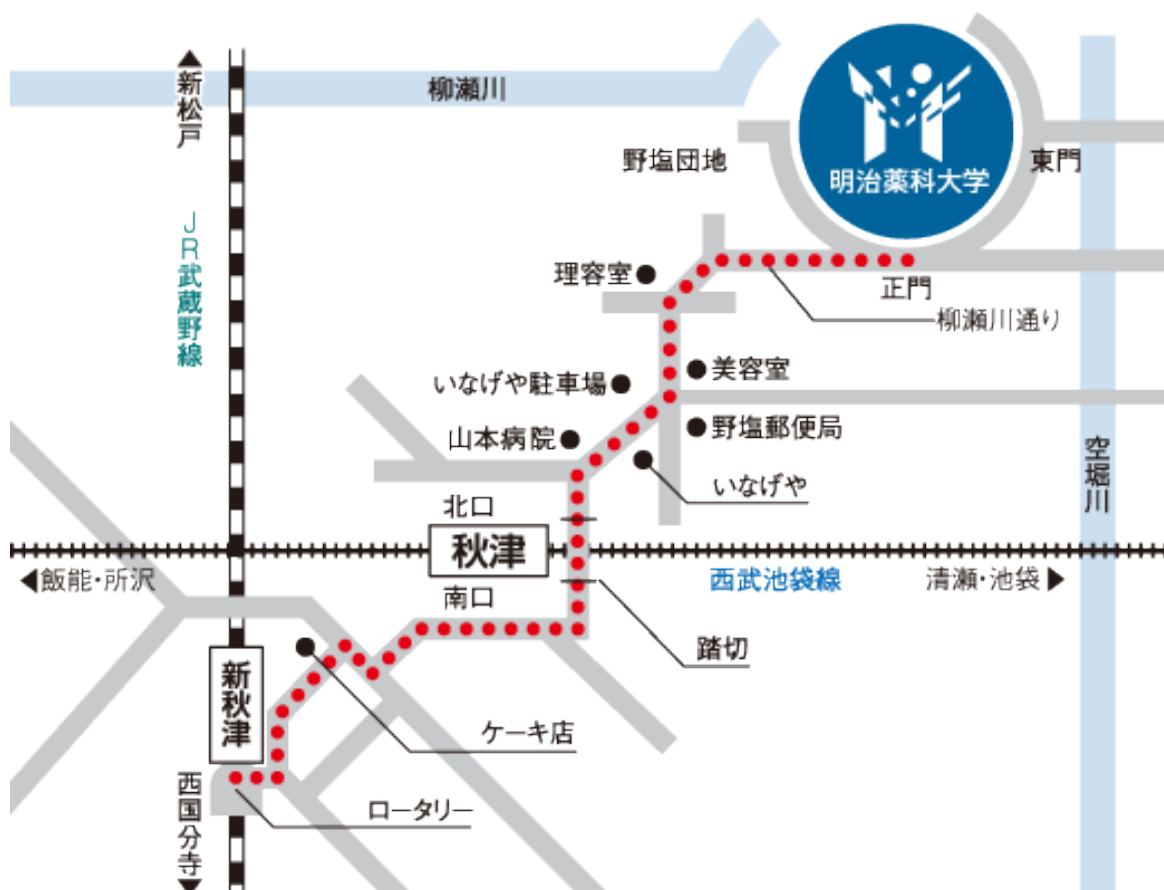 ▲新松戸
柳瀬川
明治薬科大学
野塩団地
東門
JR武蔵野線
理容室
正門
柳瀬川通り
いなげや駐車場
美容室
山本病院
野塩郵便局
いなげや
空堀川
北口
秋津
◀飯能・所沢
西武池袋線
清瀬・池袋▶
南口
踏切
新秋津
ケーキ店
西国分寺▼
ロータリー